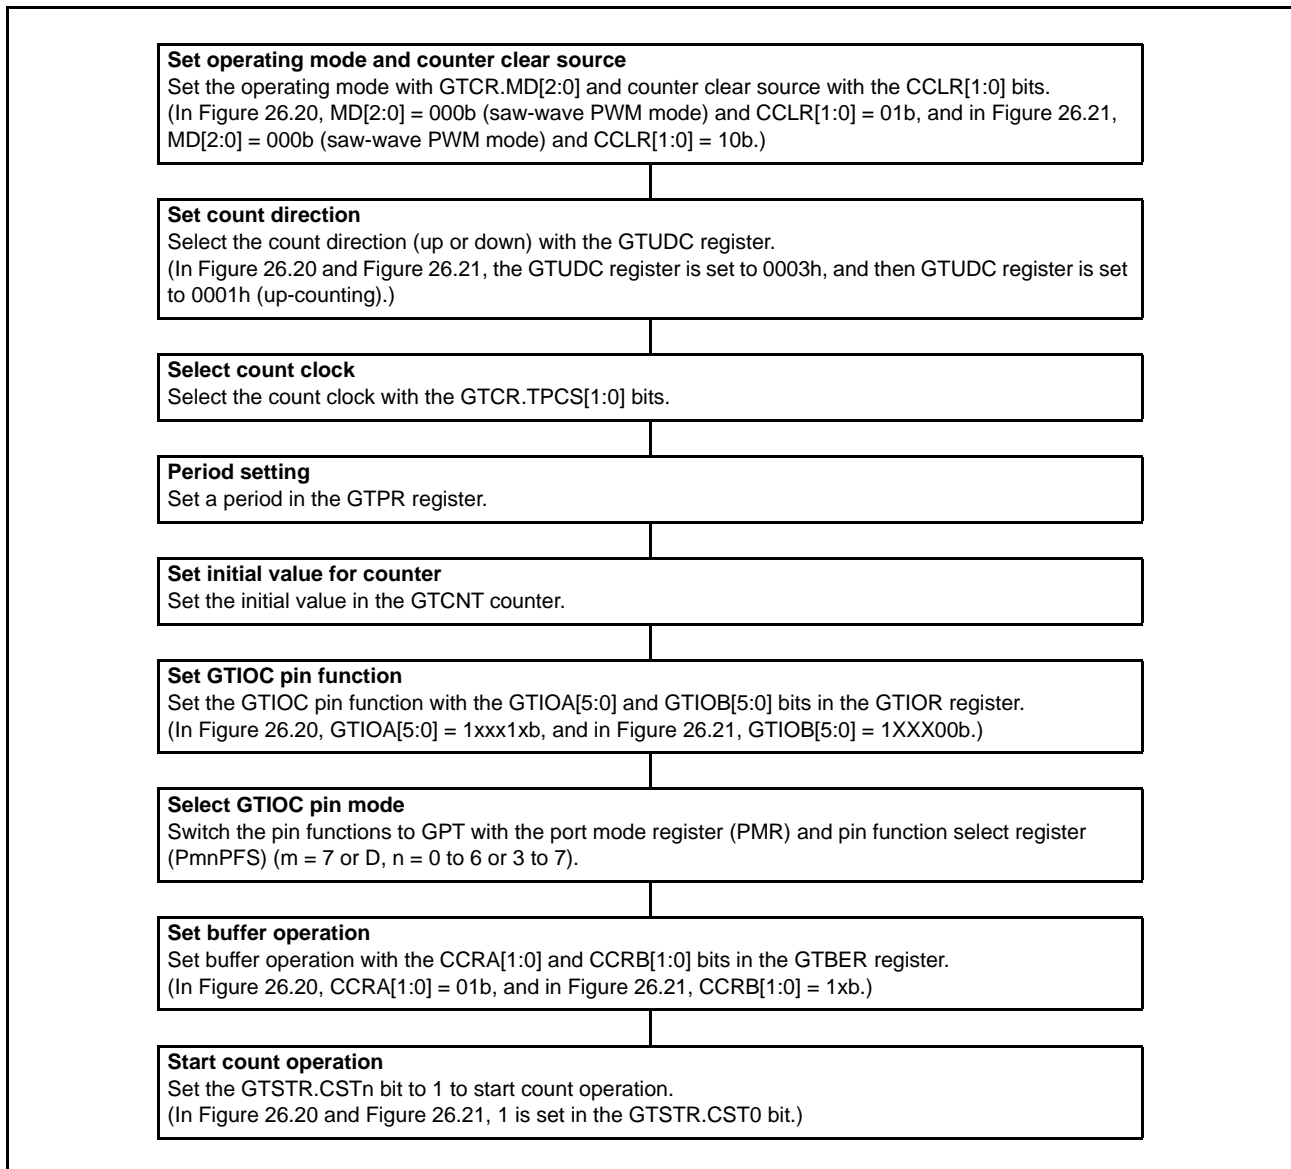 Set operating mode and counter clear source
Set the operating mode with GTCR.MD[2:0] and counter clear source with the CCLR[1:0] bits.
(In Figure 26.20, MD[2:0] = 000b (saw-wave PWM mode) and CCLR[1:0] = 01b, and in Figure 26.21,
MD[2:0] = 000b (saw-wave PWM mode) and CCLR[1:0] = 10b.)
Set count direction
Select the count direction (up or down) with the GTUDC register.
(In Figure 26.20 and Figure 26.21, the GTUDC register is set to 0003h, and then GTUDC register is set
to 0001h (up-counting).)
Select count clock
Select the count clock with the GTCR.TPCS[1:0] bits.
Period setting
Set a period in the GTPR register.
Set initial value for counter
Set the initial value in the GTCNT counter.
Set GTIOC pin function
Set the GTIOC pin function with the GTIOA[5:0] and GTIOB[5:0] bits in the GTIOR register.
(In Figure 26.20, GTIOA[5:0] = 1xxx1xb, and in Figure 26.21, GTIOB[5:0] = 1XXX00b.)
Select GTIOC pin mode
Switch the pin functions to GPT with the port mode register (PMR) and pin function select register
(PmnPFS) (m = 7 or D, n = 0 to 6 or 3 to 7).
Set buffer operation
Set buffer operation with the CCRA[1:0] and CCRB[1:0] bits in the GTBER register.
(In Figure 26.20, CCRA[1:0] = 01b, and in Figure 26.21, CCRB[1:0] = 1xb.)
Start count operation
Set the GTSTR.CSTn bit to 1 to start count operation.
(In Figure 26.20 and Figure 26.21, 1 is set in the GTSTR.CST0 bit.)